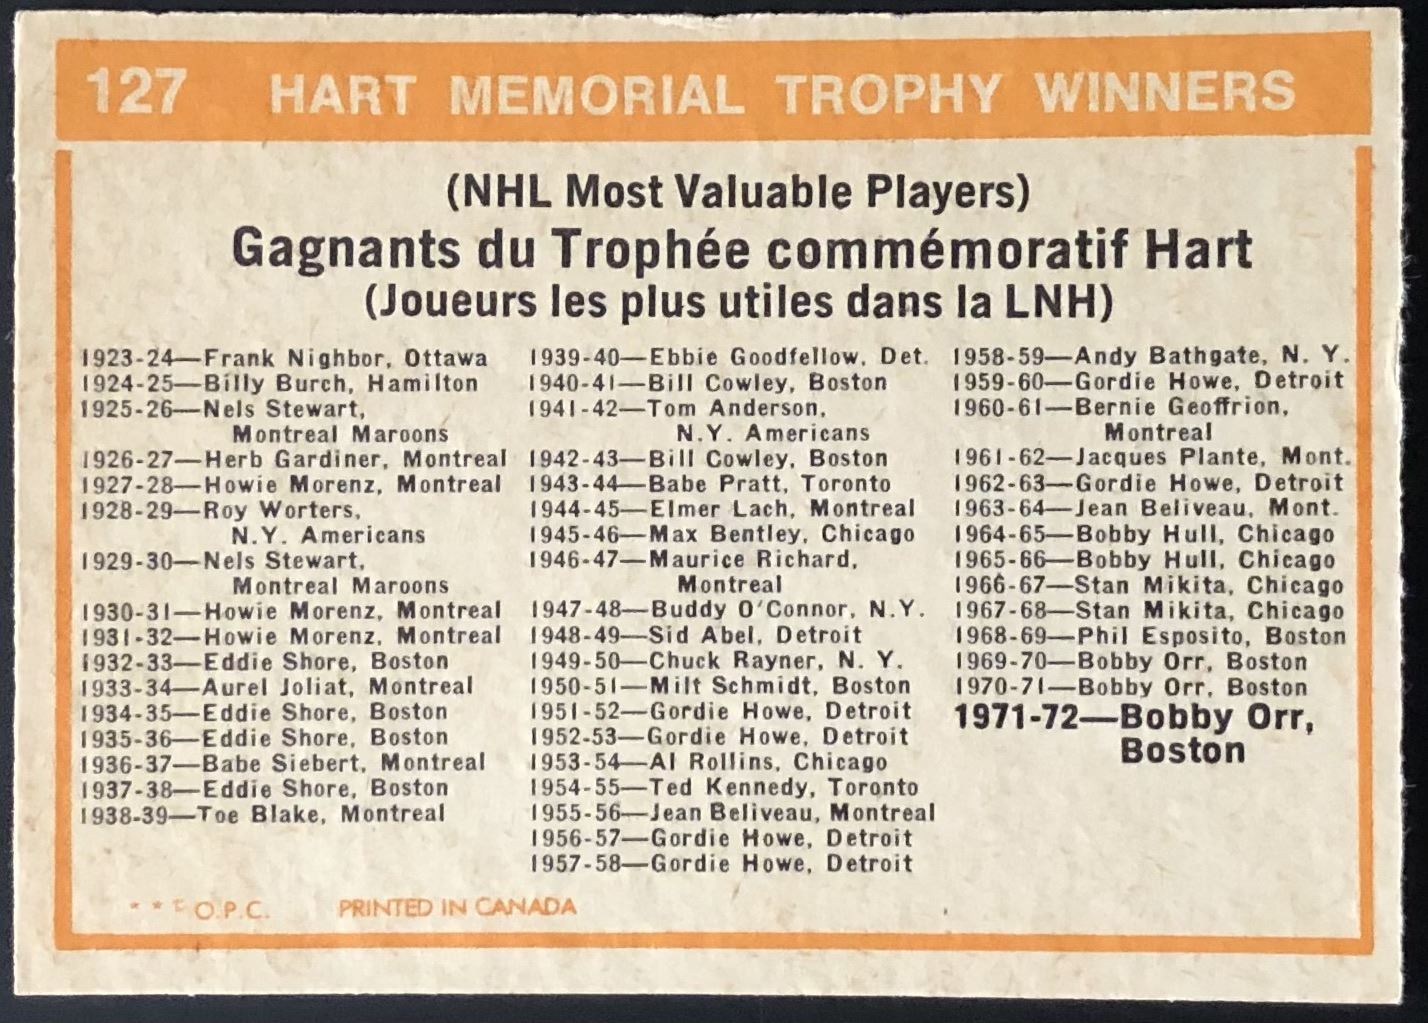 127 HART MEMORIAL TROPHY WINNERS
(NHL Most Valuable Players)
Gagnants du Trophée commémoratif Hart
(Joueurs les plus utiles dans la LNH)
1923-24—Frank Nighbor, Ottawa
1924-25—Billy Burch, Hamilton
1925-26—Nels Stewart,
Montreal Maroons
1926-27—Herb Gardiner, Montreal
1927-28—Howie Morenz, Montreal
1928-29—Roy Worters,
N.Y. Americans
1929-30—Nels Stewart,
Montreal Maroons
1930-31—Howie Morenz, Montreal
1931-32—Howie Morenz, Montreal
1932-33—Eddie Shore, Boston
1933-34—Aurel Joliat, Montreal
1934-35—Eddie Shore, Boston
1935-36—Eddie Shore, Boston
1936-37—Babe Siebert, Montreal
1937-38—Eddie Shore, Boston
1938-39—Toe Blake, Montreal
1939-40—Ebbie Goodfellow, Det.
1940-41—Bill Cowley, Boston
1941-42—Tom Anderson,
N.Y. Americans
1942-43—Bill Cowley, Boston
1943-44—Babe Pratt, Toronto
1944-45—Elmer Lach, Montreal
1945-46—Max Bentley, Chicago
1946-47—Maurice Richard,
Montreal
1947-48—Buddy O'Connor, N.Y.
1948-49—Sid Abel, Detroit
1949-50—Chuck Rayner, N. Y.
1950-51—Milt Schmidt, Boston
1951-52—Gordie Howe, Detroit
1952-53—Gordie Howe, Detroit
1953-54—Al Rollins, Chicago
1954-55—Ted Kennedy, Toronto
1955-56—Jean Beliveau, Montreal
1956-57—Gordie Howe, Detroit
1957-58—Gordie Howe, Detroit
1958-59—Andy Bathgate, N. Y.
1959-60—Gordie Howe, Detroit
1960-61—Bernie Geoffrion,
Montreal
1961-62—Jacques Plante, Mont.
1962-63—Gordie Howe, Detroit
1963-64—Jean Beliveau, Mont.
1964-65—Bobby Hull, Chicago
1965-66—Bobby Hull, Chicago
1966-67—Stan Mikita, Chicago
1967-68—Stan Mikita, Chicago
1968-69—Phil Esposito, Boston
1969-70—Bobby Orr, Boston
1970-71—Bobby Orr, Boston
1971-72—Bobby Orr,
Boston
* * © O.P.C. PRINTED IN CANADA